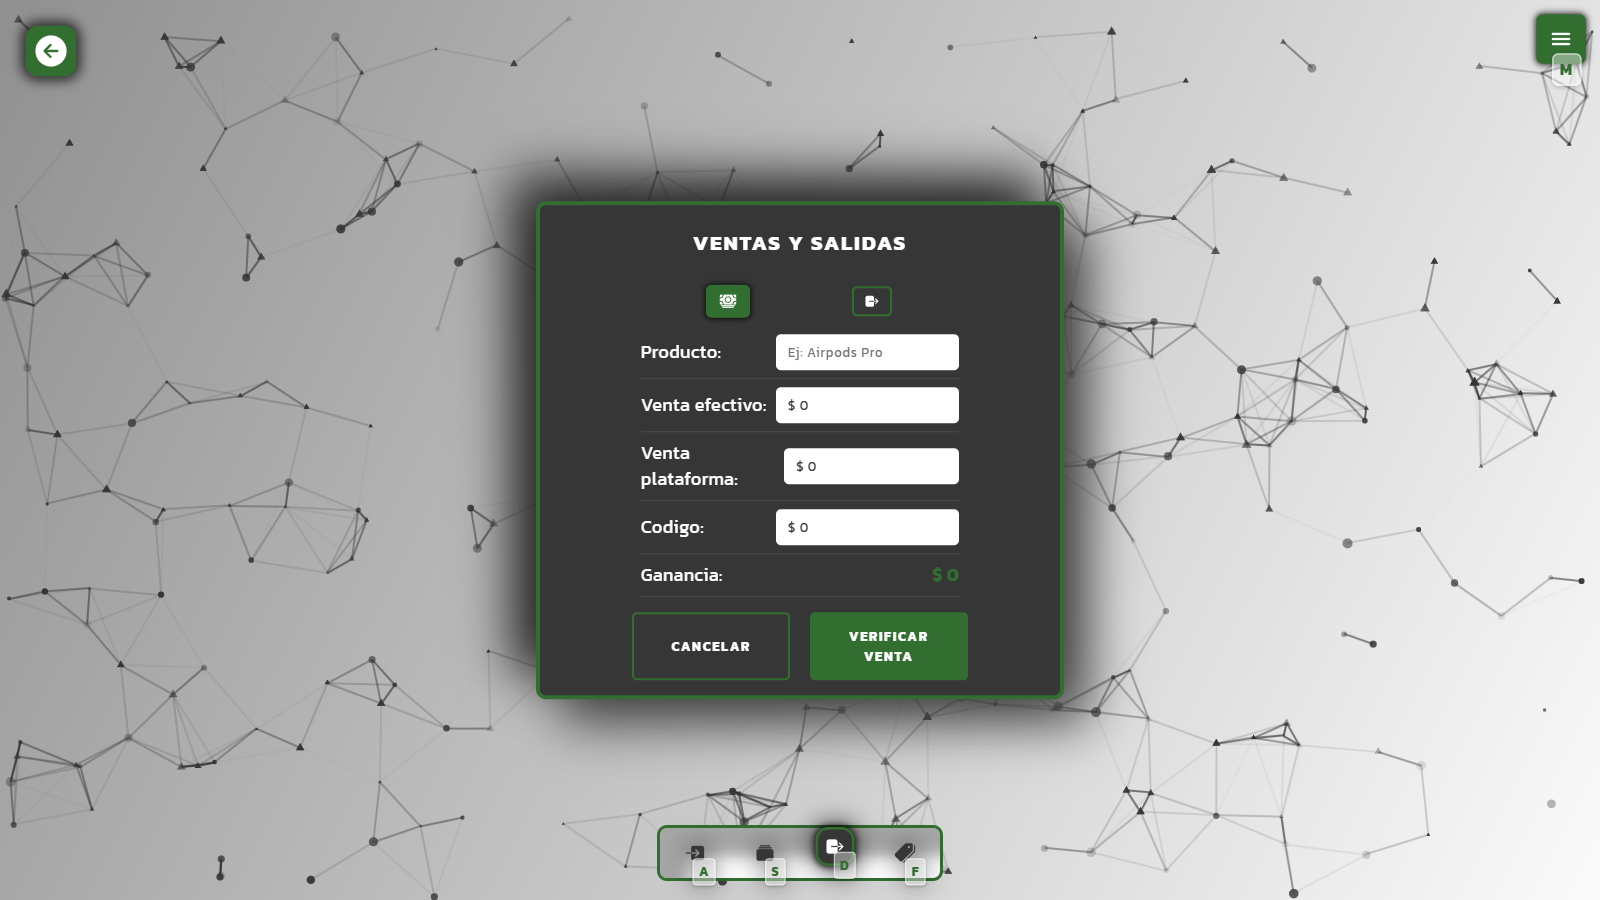 M
VENTAS Y SALIDAS
Producto:
Ej: Airpods Pro
Venta efectivo:
$ 0
Venta
plataforma:
$ 0
Codigo:
$ 0
Ganancia:
$ 0
CANCELAR
VERIFICAR
VENTA
A
S
D
F